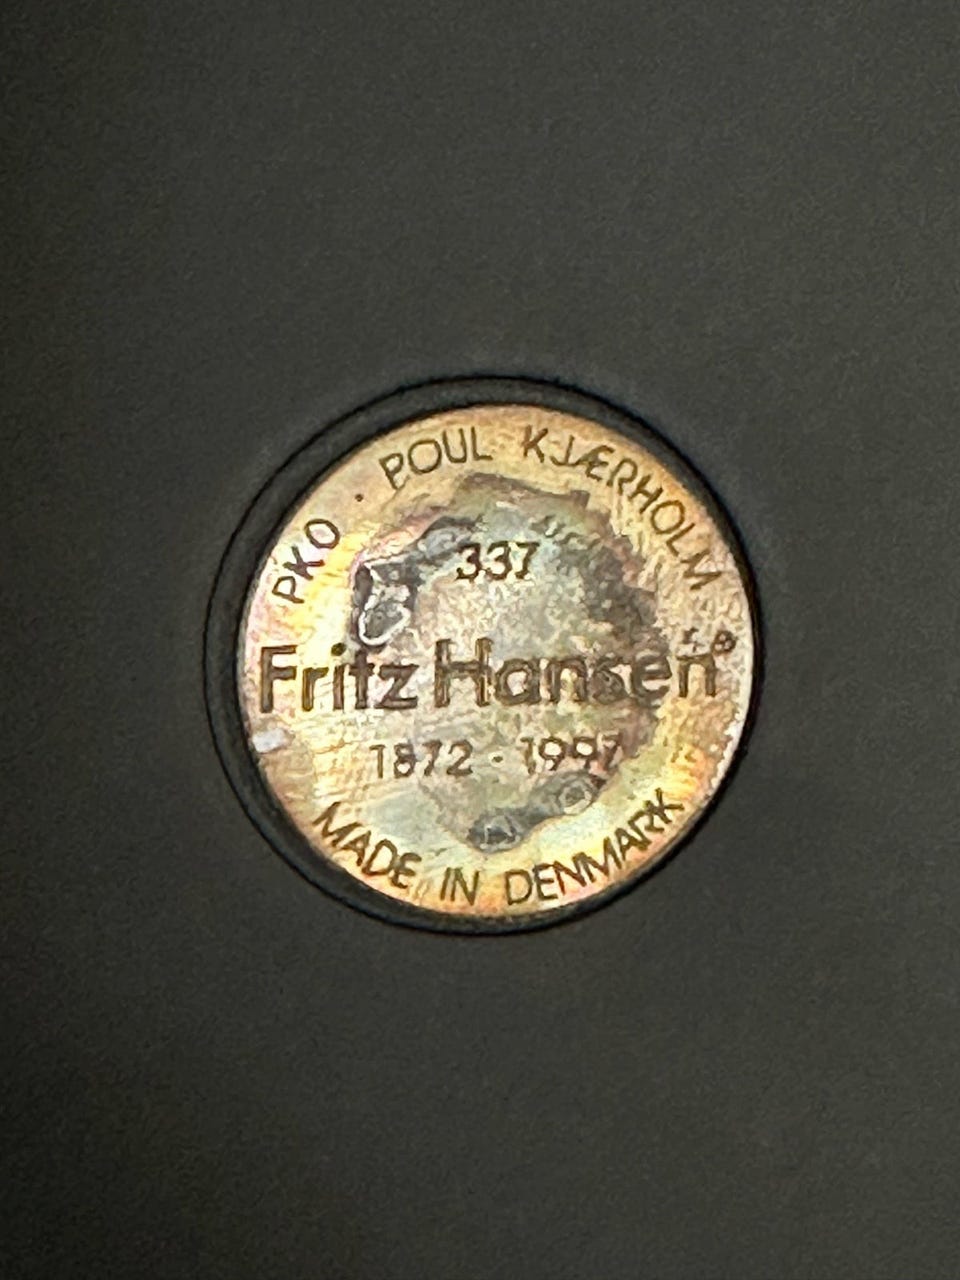 PKO · POUL KJÆRHOLM
337
Fritz Hansen®
1872 · 1997
MADE IN DENMARK